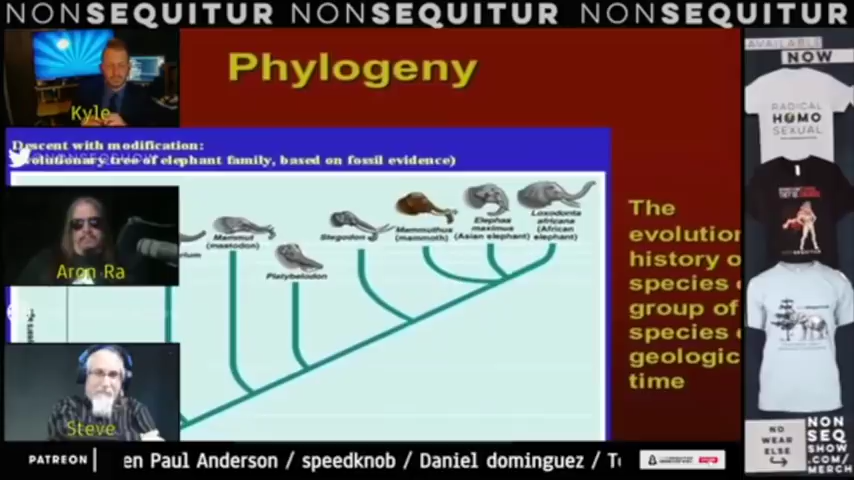 NONSEQUITUR NONSEQUITUR NONSEQUITUR
Kyle
Phylogeny
AVAILABLE
NOW
RADICAL
HOMO
SEXUAL
Descent with modification:
volutionary tree of elephant family, based on fossil evidence)
Aron Ra
rium
Mammut
(mastodon)
Platybelodon
Stegodon
Mammuthus
(mammoth)
Elephas
maximus
(Asian elephant)
Loxodonta
africana
(African
elephant)
The
evolution
history o
species
group of
species
geologic
time
Steve
NO
WEAR
ELSE
NON
SEQ
SHOW
.COM/
MERCH
PATREON
en Paul Anderson / speedknob / Daniel dominguez / T